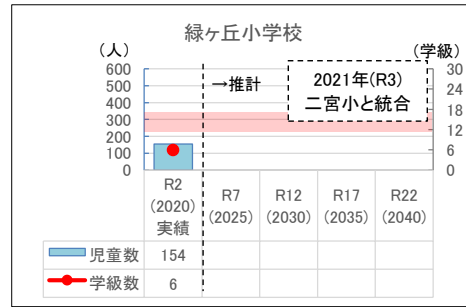 緑ヶ丘小学校
(人)
(学級)
600
500
400
300
200
100
0
30
24
18
12
6
0
→推計
2021年(R3)
二宮小と統合
R2
(2020)
実績
R7
(2025)
R12
(2030)
R17
(2035)
R22
(2040)
児童数 154
学級数 6